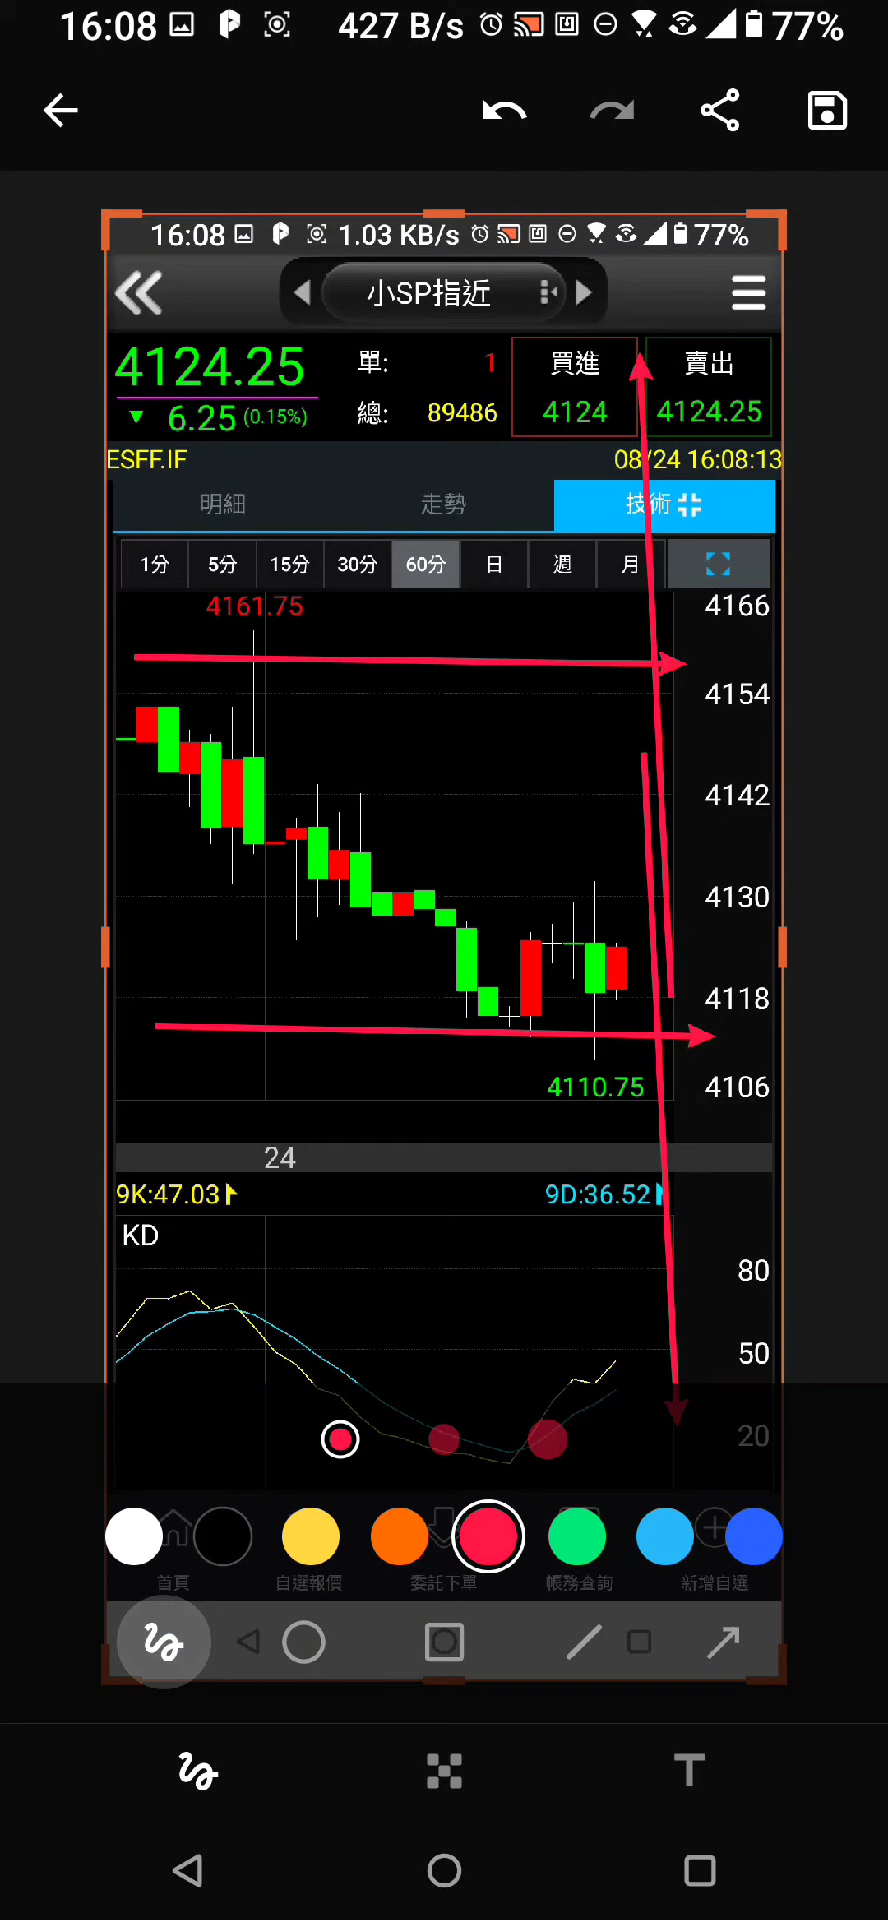 16:08 427 B/s 77%
16:08 1.03 KB/s 77%
小SP指近
4124.25 單: 1 買進 賣出
6.25 (0.15%) 總: 89486 4124 4124.25
ESFF.IF 08/24 16:08:13
明細 走勢 技術
1分 5分 15分 30分 60分 日 週 月
4161.75 4166
4154
4142
4130
4118
4110.75 4106
24
9K:47.03 9D:36.52
KD
80
50
20
首頁 自選報價 委託下單 帳務查詢 新增自選
T